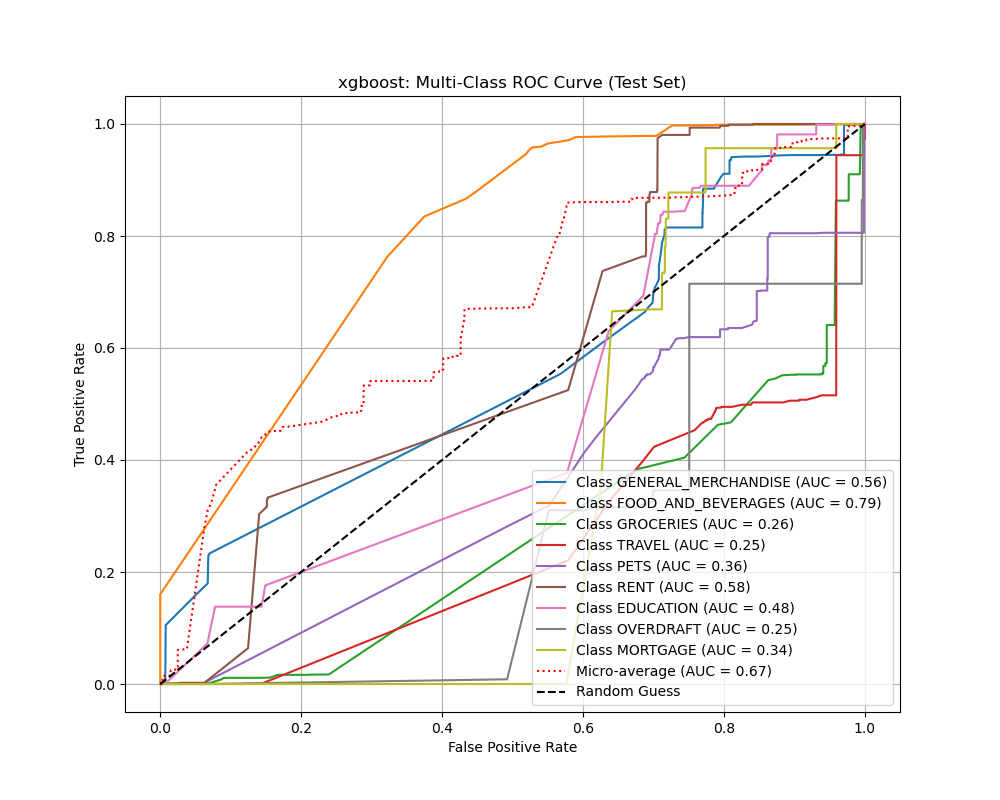 xgboost: Multi-Class ROC Curve (Test Set)
True Positive Rate
1.0
0.8
0.6
0.4
0.2
0.0
Class GENERAL_MERCHANDISE (AUC = 0.56)
Class FOOD_AND_BEVERAGES (AUC = 0.79)
Class GROCERIES (AUC = 0.26)
Class TRAVEL (AUC = 0.25)
Class PETS (AUC = 0.36)
Class RENT (AUC = 0.58)
Class EDUCATION (AUC = 0.48)
Class OVERDRAFT (AUC = 0.25)
Class MORTGAGE (AUC = 0.34)
Micro-average (AUC = 0.67)
Random Guess
0.0 0.2 0.4 0.6 0.8 1.0
False Positive Rate